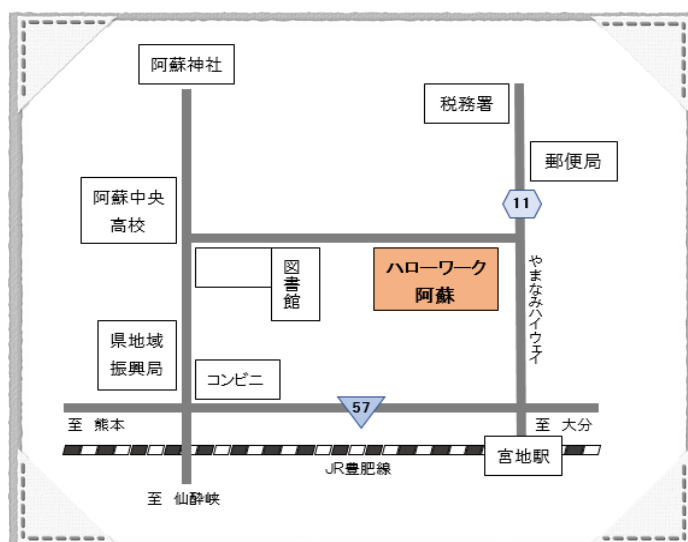 阿蘇神社
税務署
郵便局
11
阿蘇中央
高校
図書館
ハローワーク
阿蘇
やまなみハイウェイ
県地域
振興局
コンビニ
57
至 熊本
至 大分
宮地駅
JR豊肥線
至 仙酔峡